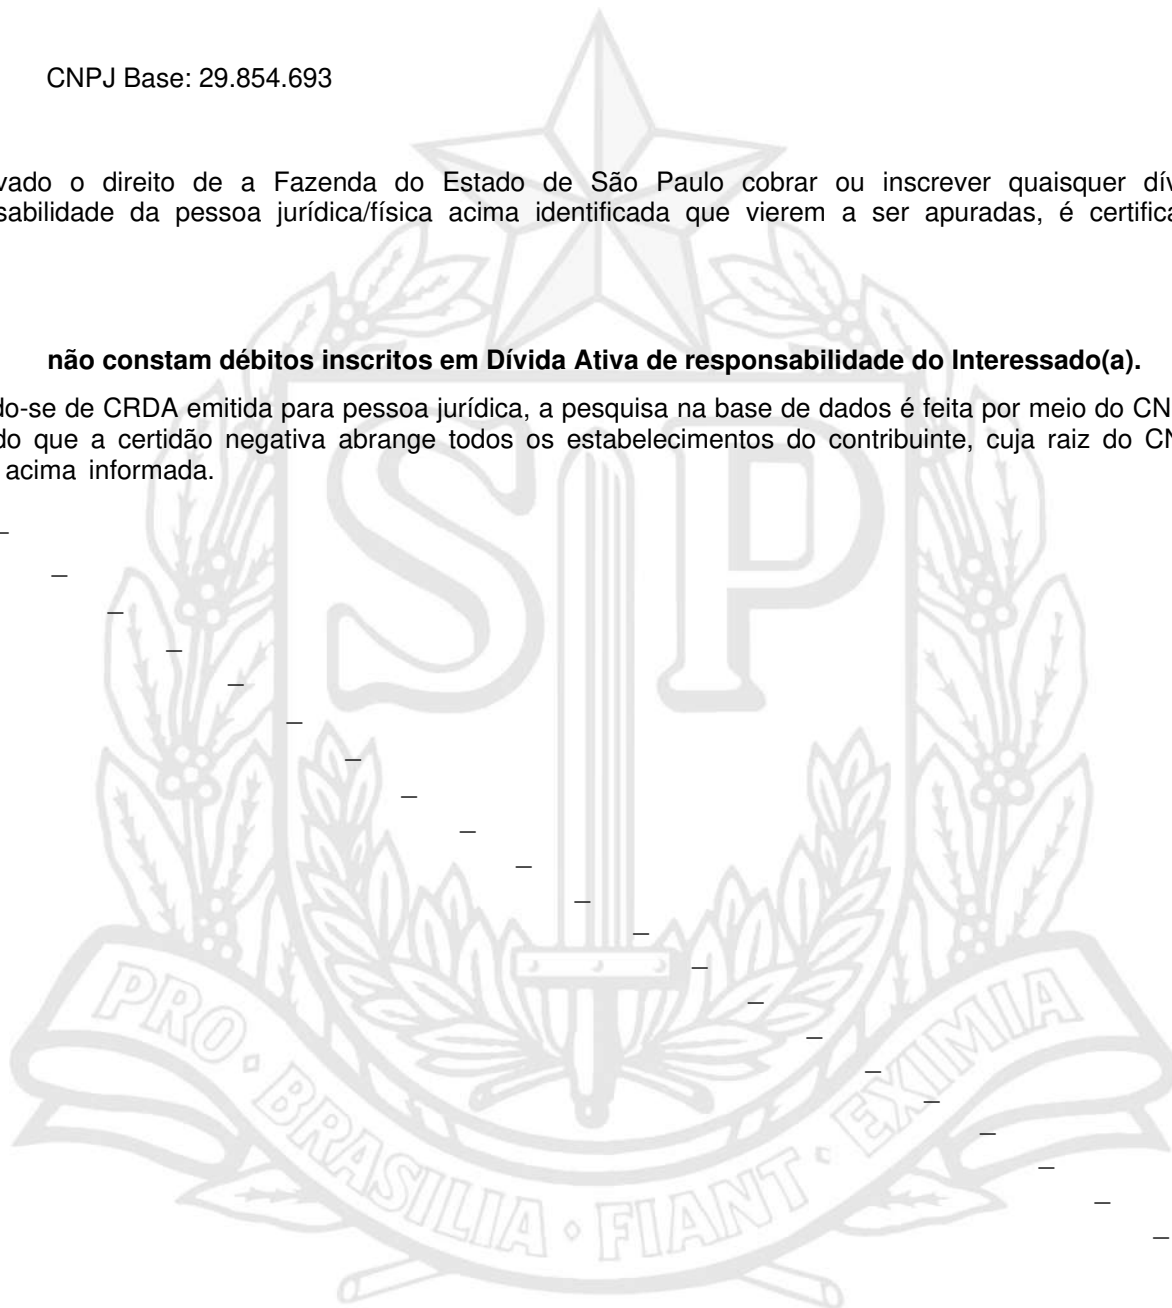 CNPJ Base: 29.854.693
vado o direito de a Fazenda do Estado de São Paulo cobrar ou inscrever quaisquer dív
sabilidade da pessoa jurídica/física acima identificada que vierem a ser apuradas, é certifica
não constam débitos inscritos em Dívida Ativa de responsabilidade do Interessado(a).
do-se de CRDA emitida para pessoa jurídica, a pesquisa na base de dados é feita por meio do CN
do que a certidão negativa abrange todos os estabelecimentos do contribuinte, cuja raiz do CN
acima informada.
SP
PRO • BRASILIA • FIANT • EXIMIA